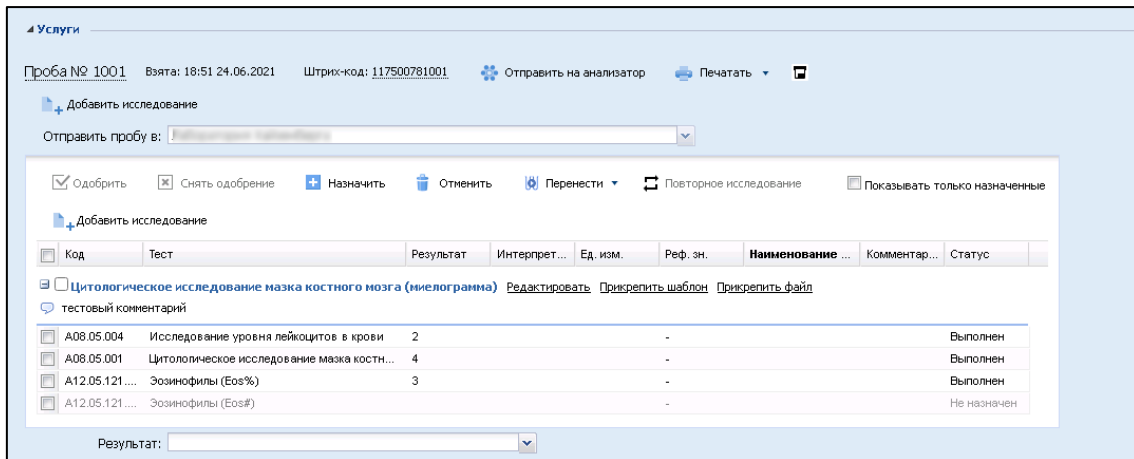 Услуги
Проба № 1001 Взята: 18:51 24.06.2021 Штрих-код: 117500781001 Отправить на анализатор Печатать
Добавить исследование
Отправить пробу в:
Одобрить Снять одобрение Назначить Отменить Перенести Повторное исследование Показывать только назначенные
Добавить исследование
Код Тест Результат Интерпрет... Ед. изм. Реф. зн. Наименование ... Комментар... Статус
Цитологическое исследование мазка костного мозга (миелограмма) Редактировать Прикрепить шаблон Прикрепить файл
тестовый комментарий
A08.05.004 Исследование уровня лейкоцитов в крови 2 - Выполнен
A08.05.001 Цитологическое исследование мазка костн... 4 - Выполнен
A12.05.121.... Эозинофилы (Eos%) 3 - Выполнен
A12.05.121.... Эозинофилы (Eos#) - Не назначен
Результат: